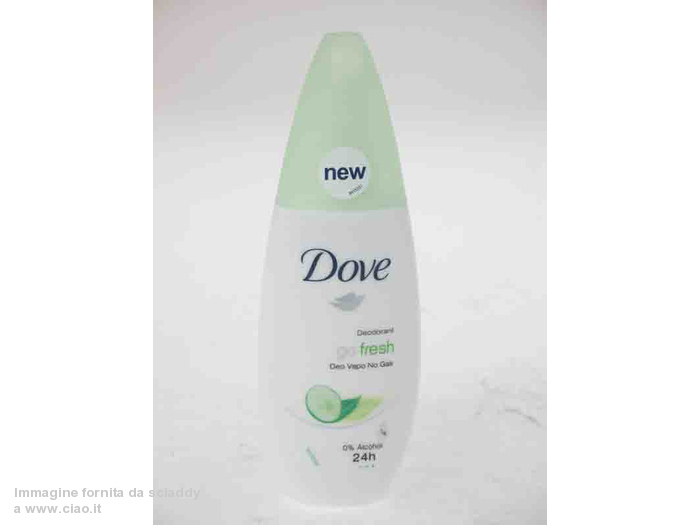 new
Dove
Deodorant
go fresh
Deo Vapo No Gas
0% Alcohol
24h
Immagine fornita da sciaddy
a www.ciao.it